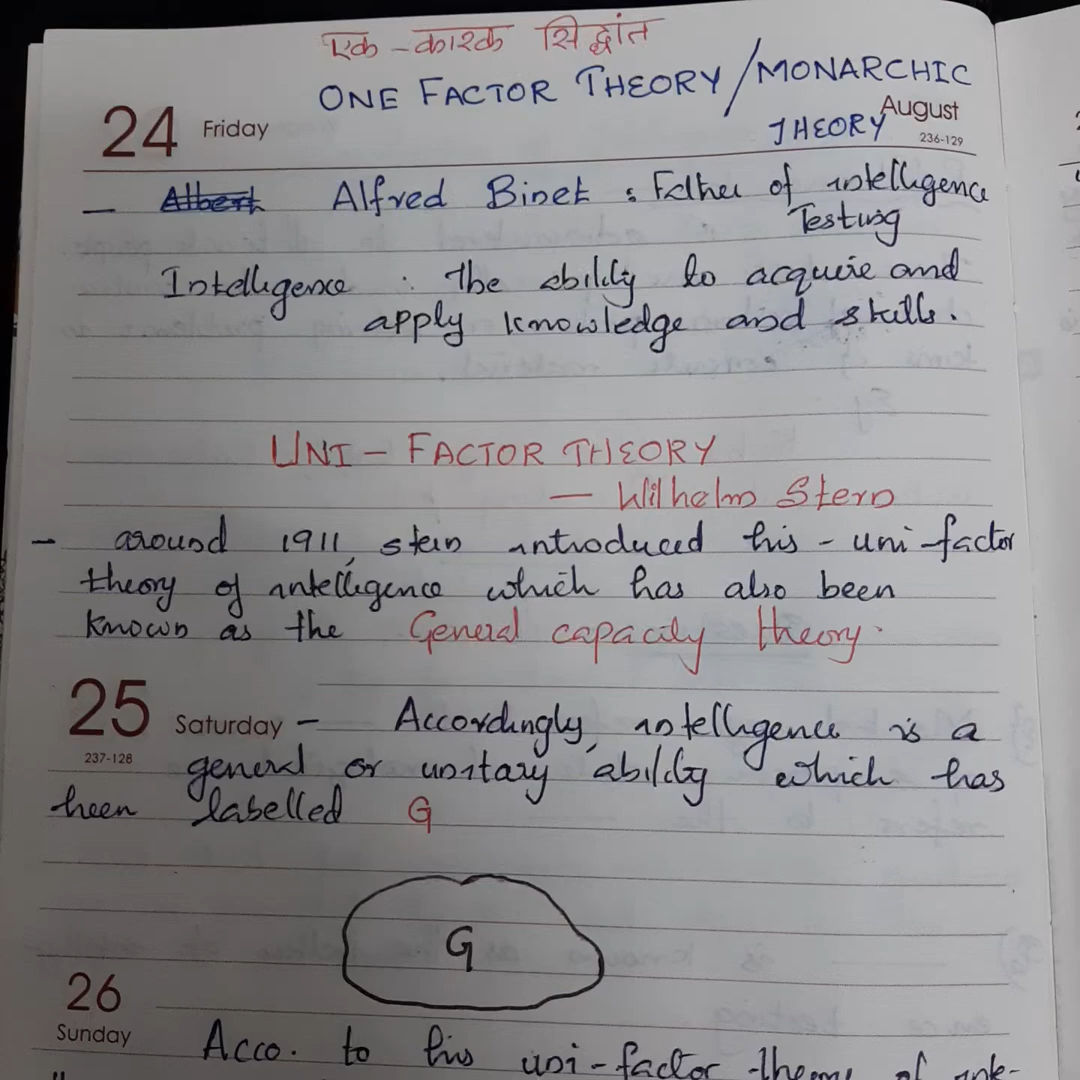 एक-कारक सिद्धांत
ONE FACTOR THEORY / MONARCHIC
24 Friday
THEORY August
236-129
- Albert Alfred Binet : Father of intelligence
Testing
Intelligence : The ability to acquire and
apply knowledge and skills.
UNI - FACTOR THEORY
- Wilhelm Stern
- around 1911, stern introduced his - uni-factor
theory of intelligence which has also been
known as the General capacity theory.
25 Saturday - Accordingly, intelligence is a
237-128
general or unitary ability which has
been labelled G
G
26
Sunday
Acco. to his uni-factor theory of inte-